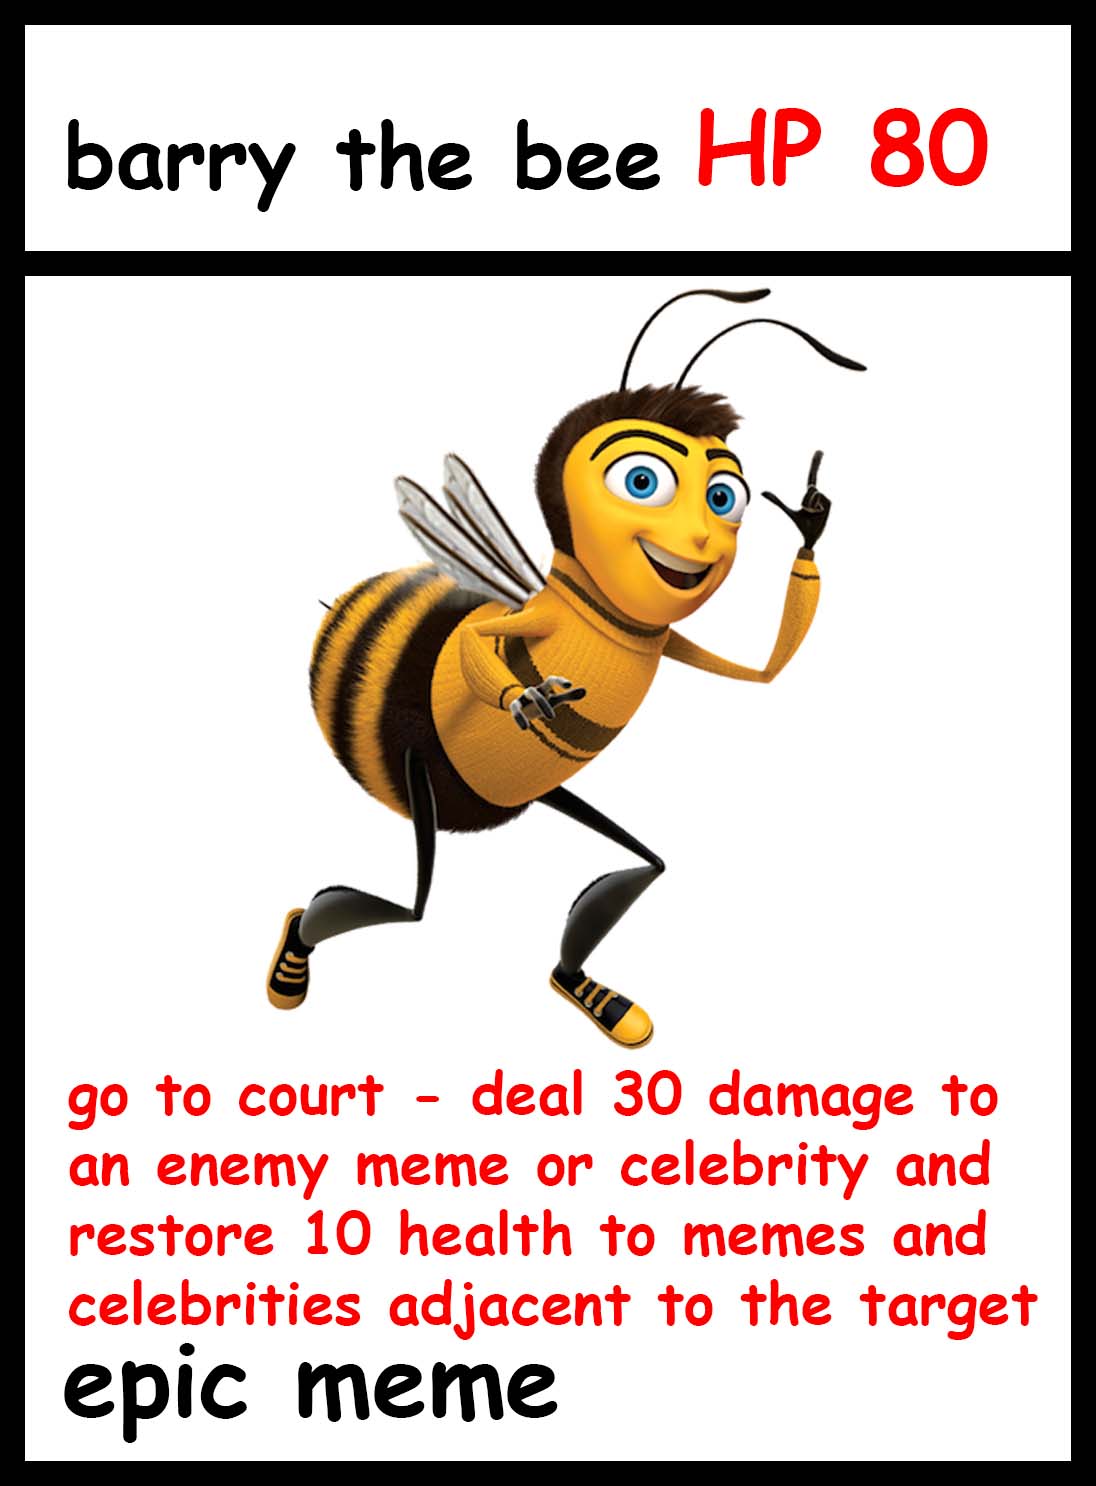 barry the bee HP 80
go to court - deal 30 damage to
an enemy meme or celebrity and
restore 10 health to memes and
celebrities adjacent to the target
epic meme